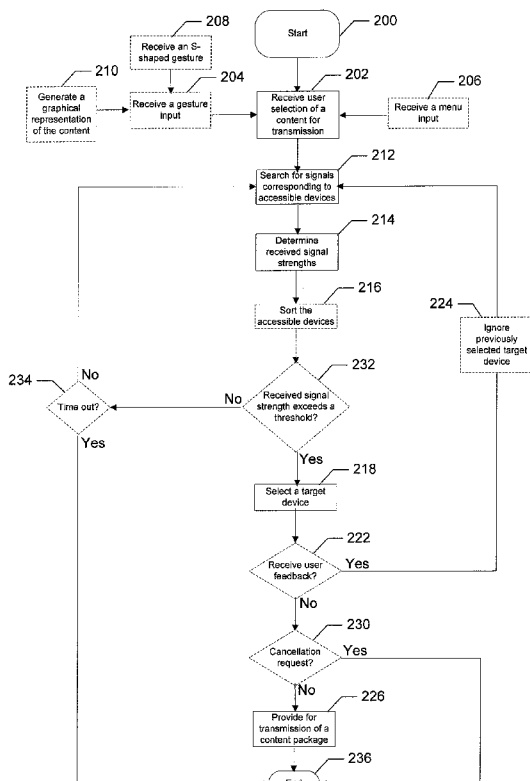 208
200
Receive an S-
shaped gesture
Start
210
204
202
206
Generate a
graphical
representation
of the content
Receive a gesture
input
Receive user
selection of a
content for
transmission
Receive a menu
input
212
Search for signals
corresponding to
accessible devices
214
Determine
received signal
strengths
216
Sort the
accessible devices
224
Ignore
previously
selected target
device
232
234
No
Time out?
No
Received signal
strength exceeds a
threshold?
Yes
Yes
218
Select a target
device
222
Receive user
feedback?
Yes
No
230
Cancellation
request?
Yes
No
226
Provide for
transmission of a
content package
236